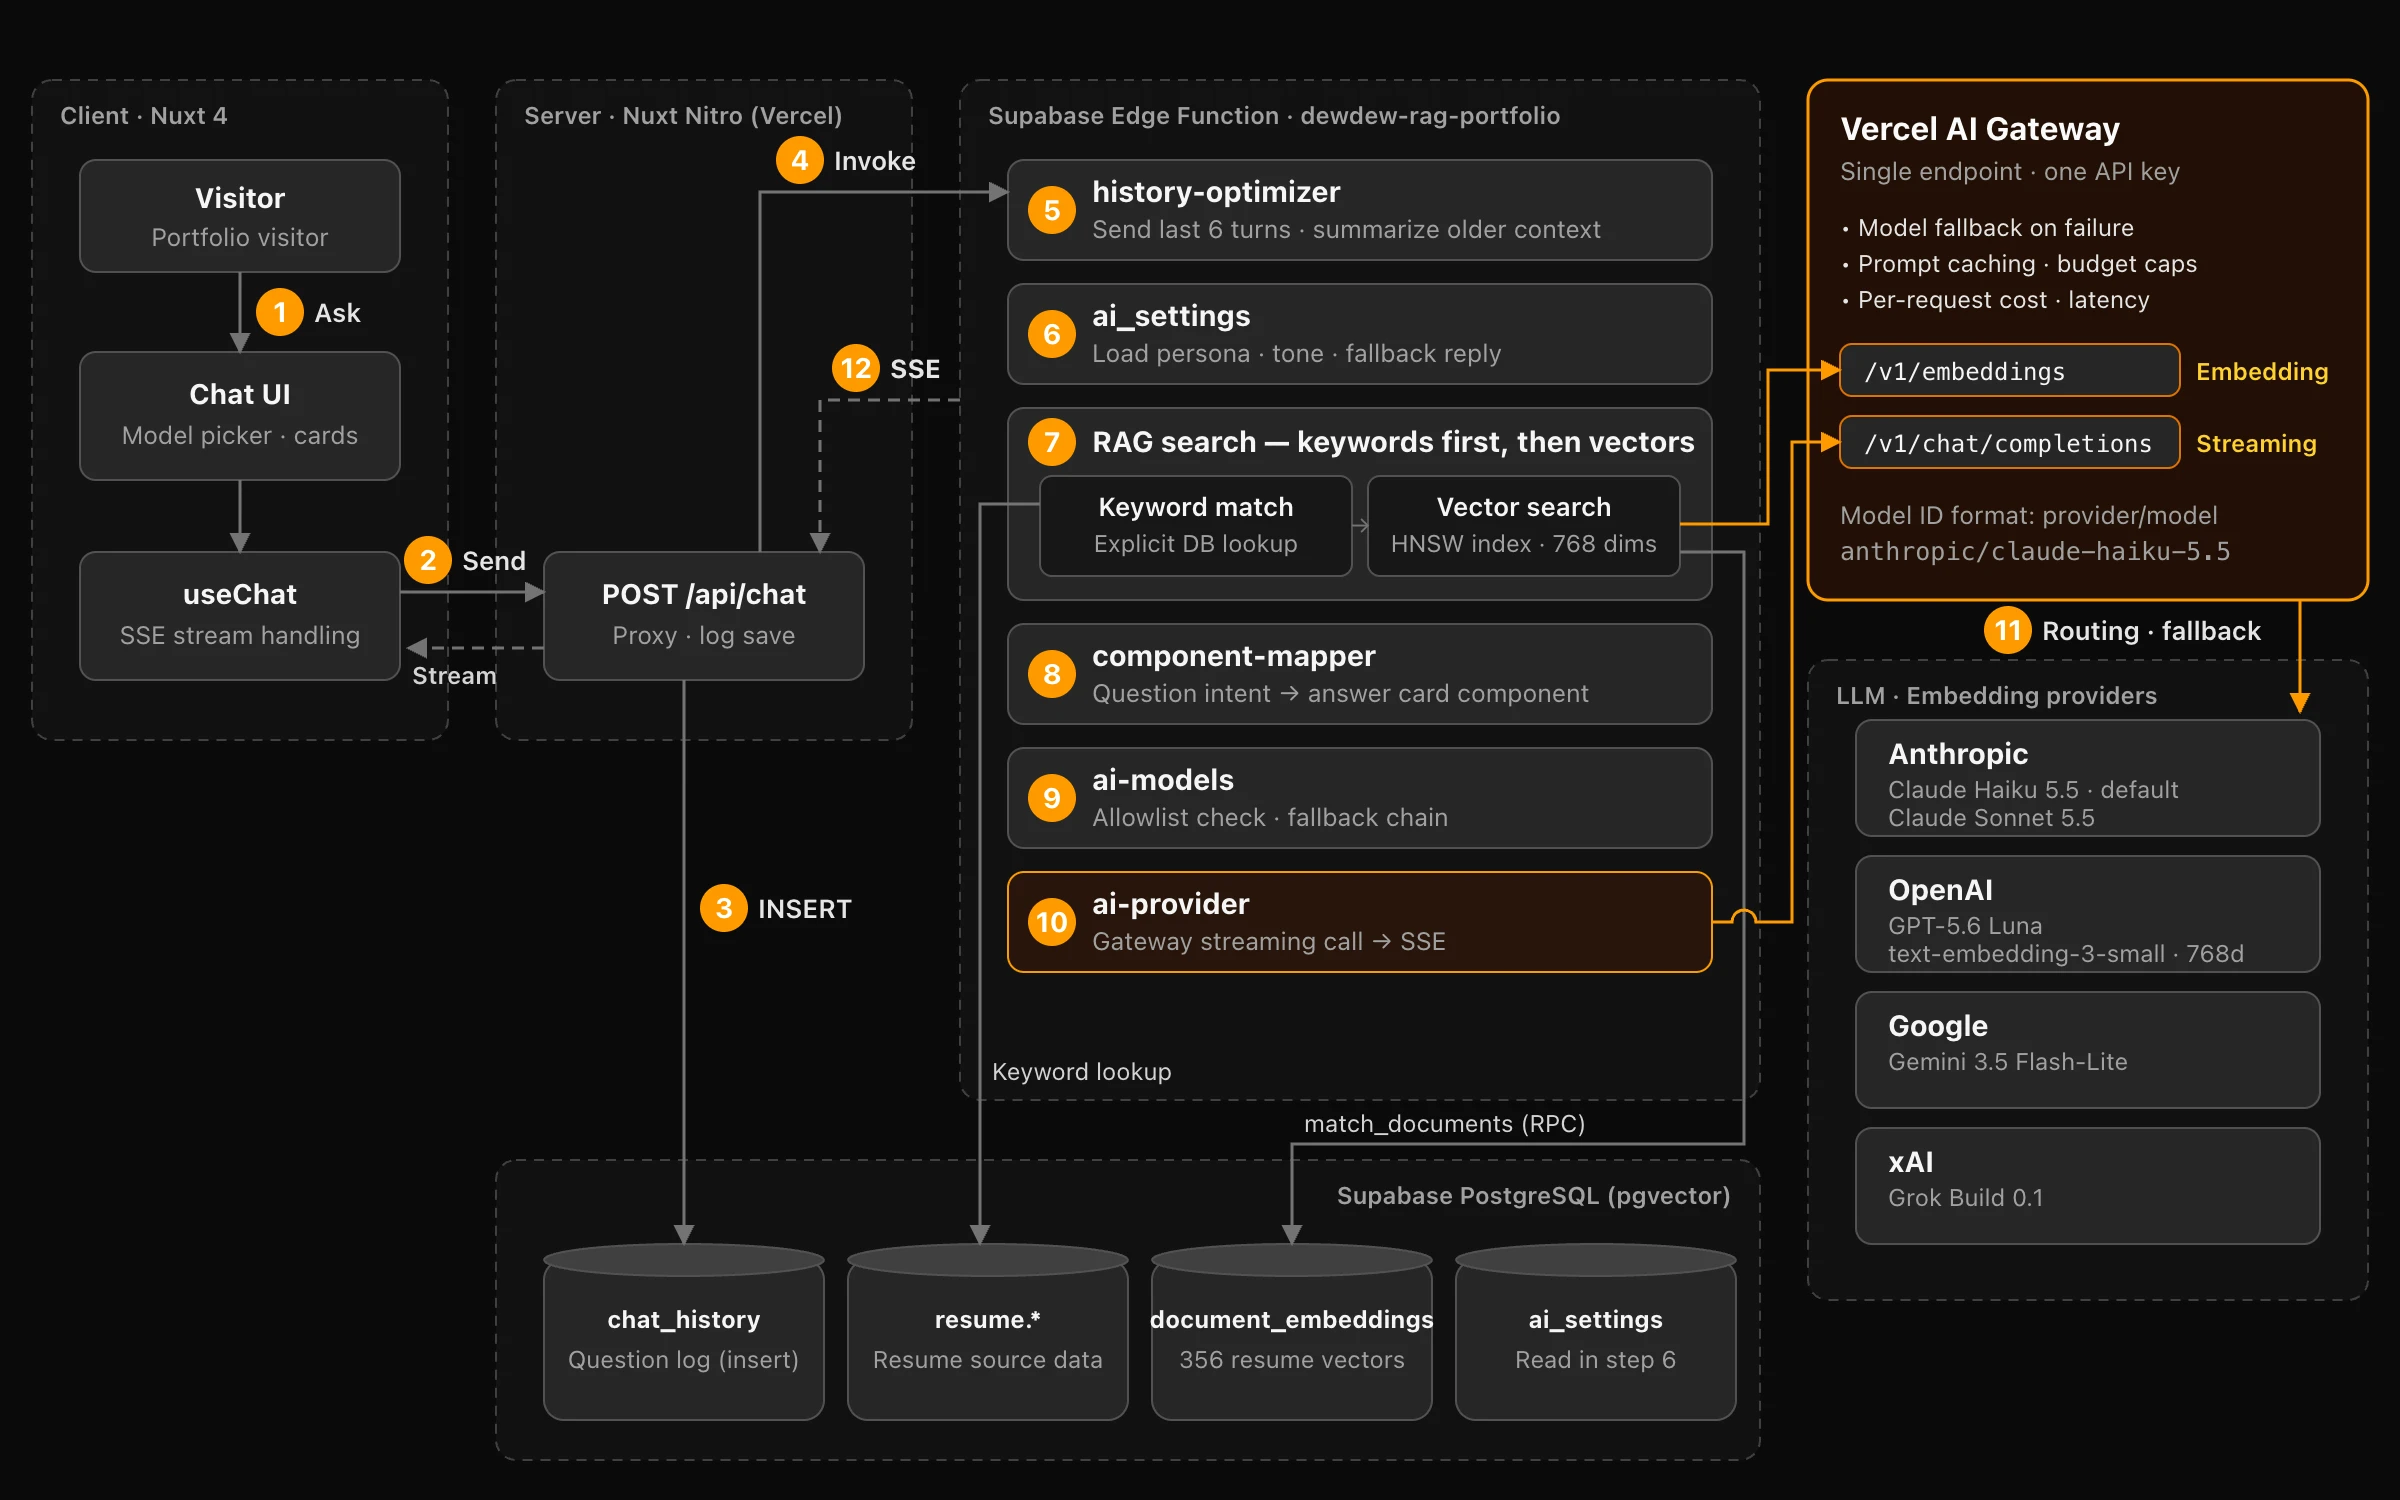 Client · Nuxt 4
Visitor
Portfolio visitor
1 Ask
Chat UI
Model picker · cards
useChat
SSE stream handling
2 Send
Stream
Server · Nuxt Nitro (Vercel)
4 Invoke
12 SSE
POST /api/chat
Proxy · log save
3 INSERT
Supabase Edge Function · dewdew-rag-portfolio
5 history-optimizer
Send last 6 turns · summarize older context
6 ai_settings
Load persona · tone · fallback reply
7 RAG search — keywords first, then vectors
Keyword match
Explicit DB lookup
→
Vector search
HNSW index · 768 dims
8 component-mapper
Question intent → answer card component
9 ai-models
Allowlist check · fallback chain
10 ai-provider
Gateway streaming call → SSE
Keyword lookup
match_documents (RPC)
Vercel AI Gateway
Single endpoint · one API key
• Model fallback on failure
• Prompt caching · budget caps
• Per-request cost · latency
/v1/embeddings Embedding
/v1/chat/completions Streaming
Model ID format: provider/model
anthropic/claude-haiku-5.5
11 Routing · fallback
LLM · Embedding providers
Anthropic
Claude Haiku 5.5 · default
Claude Sonnet 5.5
OpenAI
GPT-5.6 Luna
text-embedding-3-small · 768d
Google
Gemini 3.5 Flash-Lite
xAI
Grok Build 0.1
Supabase PostgreSQL (pgvector)
chat_history
Question log (insert)
resume.*
Resume source data
document_embeddings
356 resume vectors
ai_settings
Read in step 6